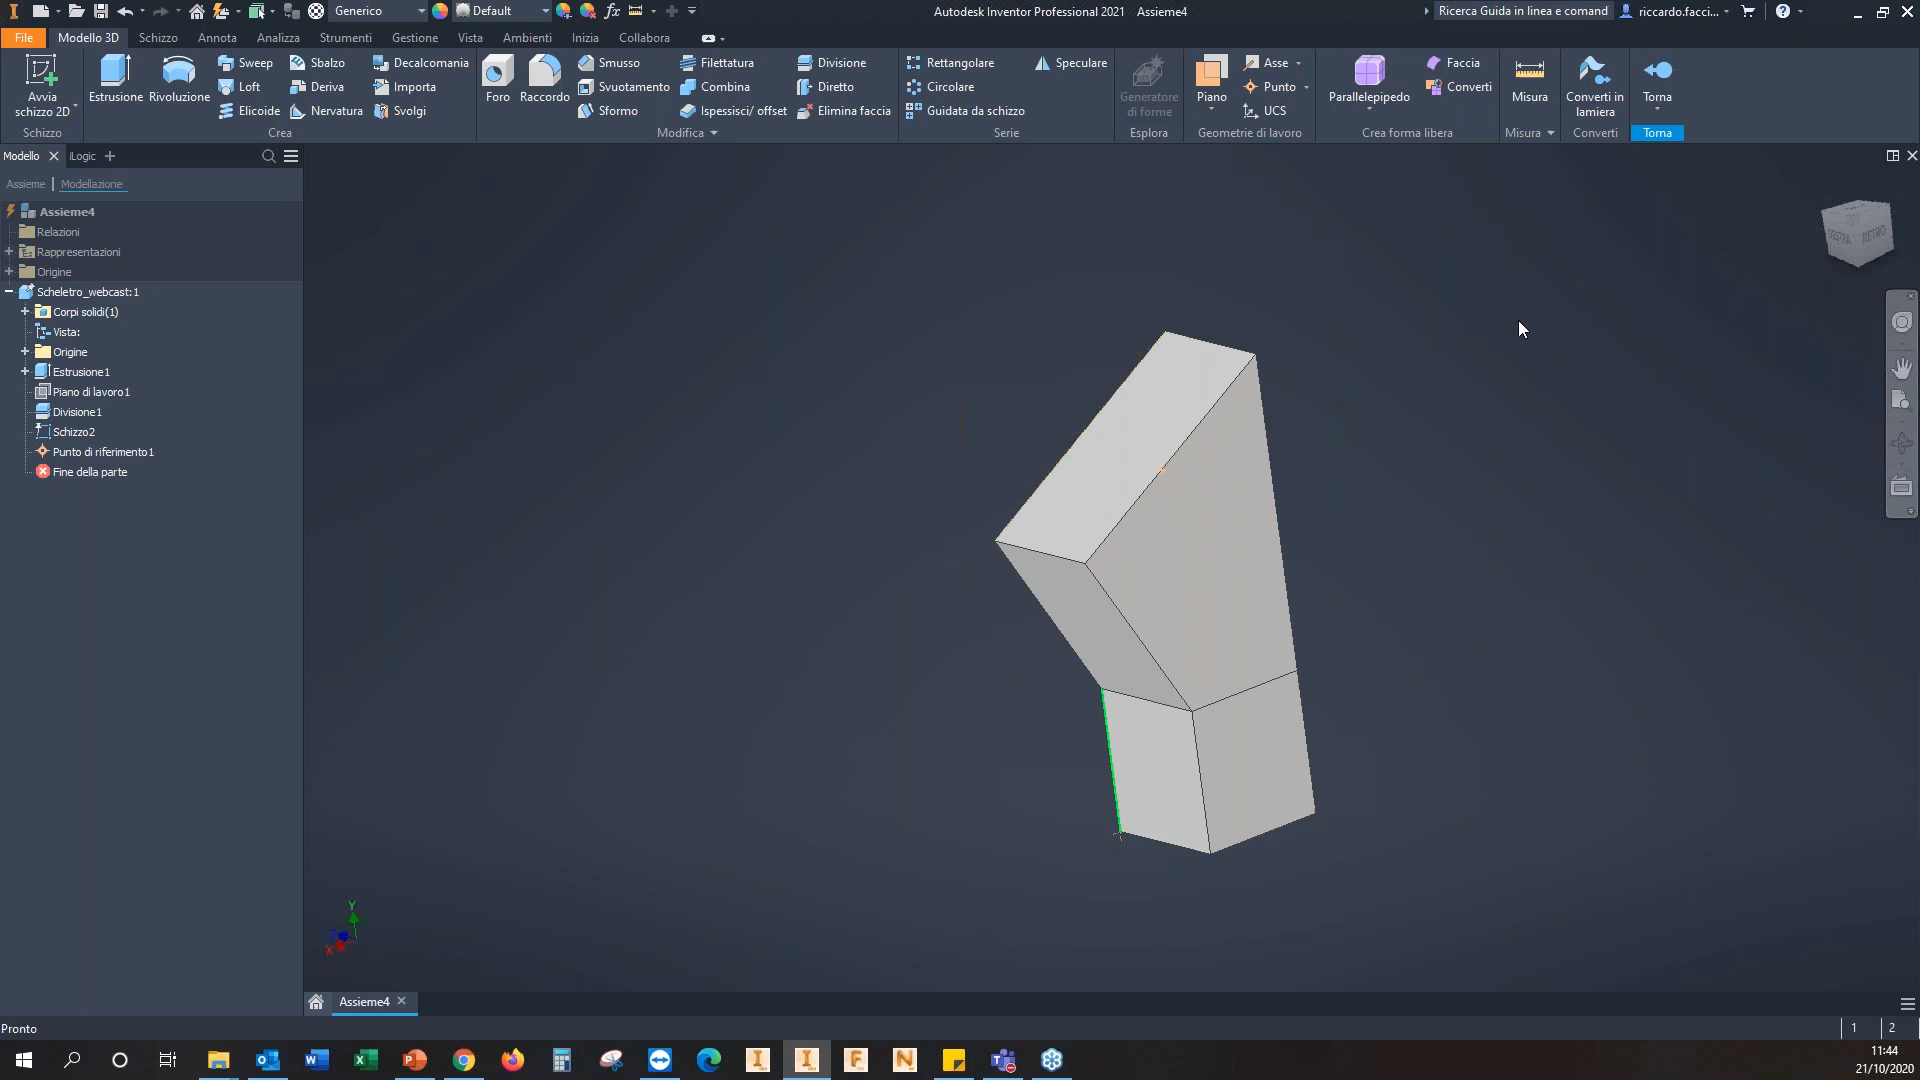 Generico
Default
fx
Autodesk Inventor Professional 2021 Assieme4
Ricerca Guida in linea e comand
riccardo.facci...
File
Modello 3D
Schizzo
Annota
Analizza
Strumenti
Gestione
Vista
Ambienti
Inizia
Collabora
Avvia
schizzo 2D
Estrusione
Rivoluzione
Sweep
Loft
Elicoide
Sbalzo
Deriva
Nervatura
Decalcomania
Importa
Svolgi
Foro
Raccordo
Smusso
Svuotamento
Sformo
Filettatura
Combina
Ispessisci/ offset
Divisione
Diretto
Elimina faccia
Rettangolare
Circolare
Guidata da schizzo
Speculare
Generatore
di forme
Piano
Asse
Punto
UCS
Parallelepipedo
Faccia
Converti
Misura
Converti in
lamiera
Torna
Schizzo
Crea
Modifica
Serie
Esplora
Geometrie di lavoro
Crea forma libera
Misura
Converti
Torna
Modello
iLogic
Assieme
Modellazione
Assieme4
Relazioni
Rappresentazioni
Origine
Scheletro_webcast:1
Corpi solidi(1)
Vista:
Origine
Estrusione1
Piano di lavoro1
Divisione1
Schizzo2
Punto di riferimento1
Fine della parte
DESTRA
RETRO
Y
X
Assieme4
Pronto
1
2
11:44
21/10/2020